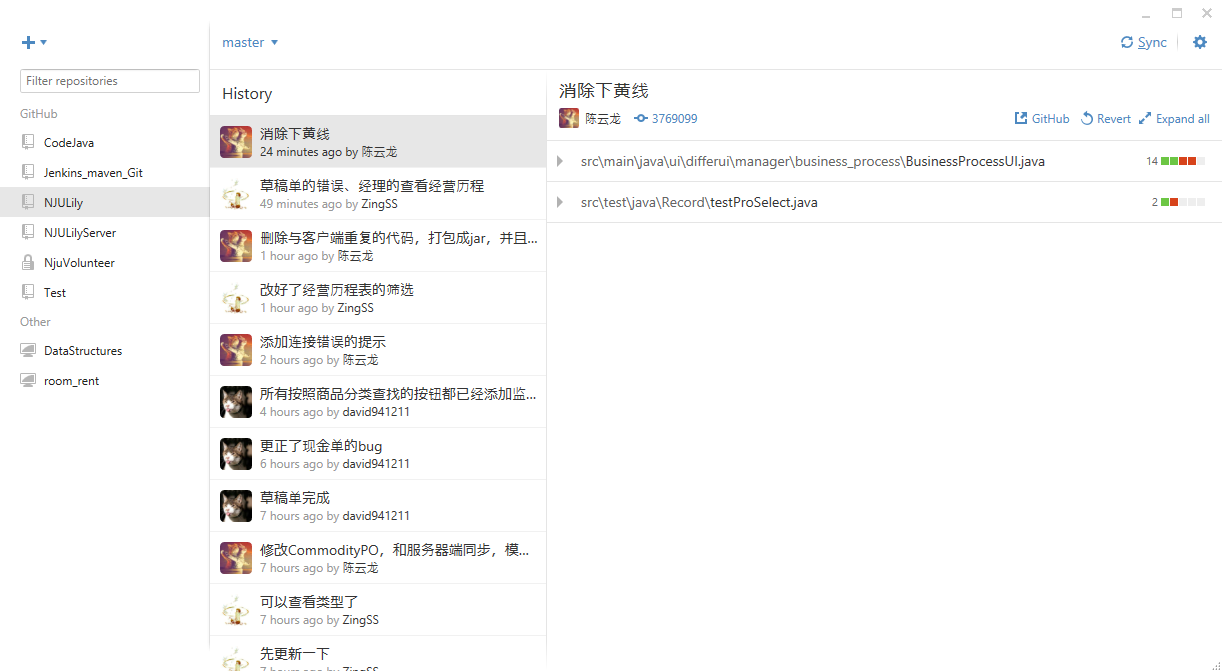 master
Sync
Filter repositories
GitHub
CodeJava
Jenkins_maven_Git
NJULily
NJULilyServer
NjuVolunteer
Test
Other
DataStructures
room_rent
History
消除下黄线
24 minutes ago by 陈云龙
草稿单的错误、经理的查看经营历程
49 minutes ago by ZingSS
删除与客户端重复的代码，打包成jar，并且...
1 hour ago by 陈云龙
改好了经营历程表的筛选
1 hour ago by ZingSS
添加连接错误的提示
2 hours ago by 陈云龙
所有按照商品分类查找的按钮都已经添加监...
4 hours ago by david941211
更正了现金单的bug
6 hours ago by david941211
草稿单完成
7 hours ago by david941211
修改CommodityPO，和服务器端同步，模...
7 hours ago by 陈云龙
可以查看类型了
7 hours ago by ZingSS
先更新一下
7 hours ago by ZingSS
消除下黄线
陈云龙 3769099
GitHub Revert Expand all
src\main\java\ui\differui\manager\business_process\BusinessProcessUI.java 14
src\test\java\Record\testProSelect.java 2